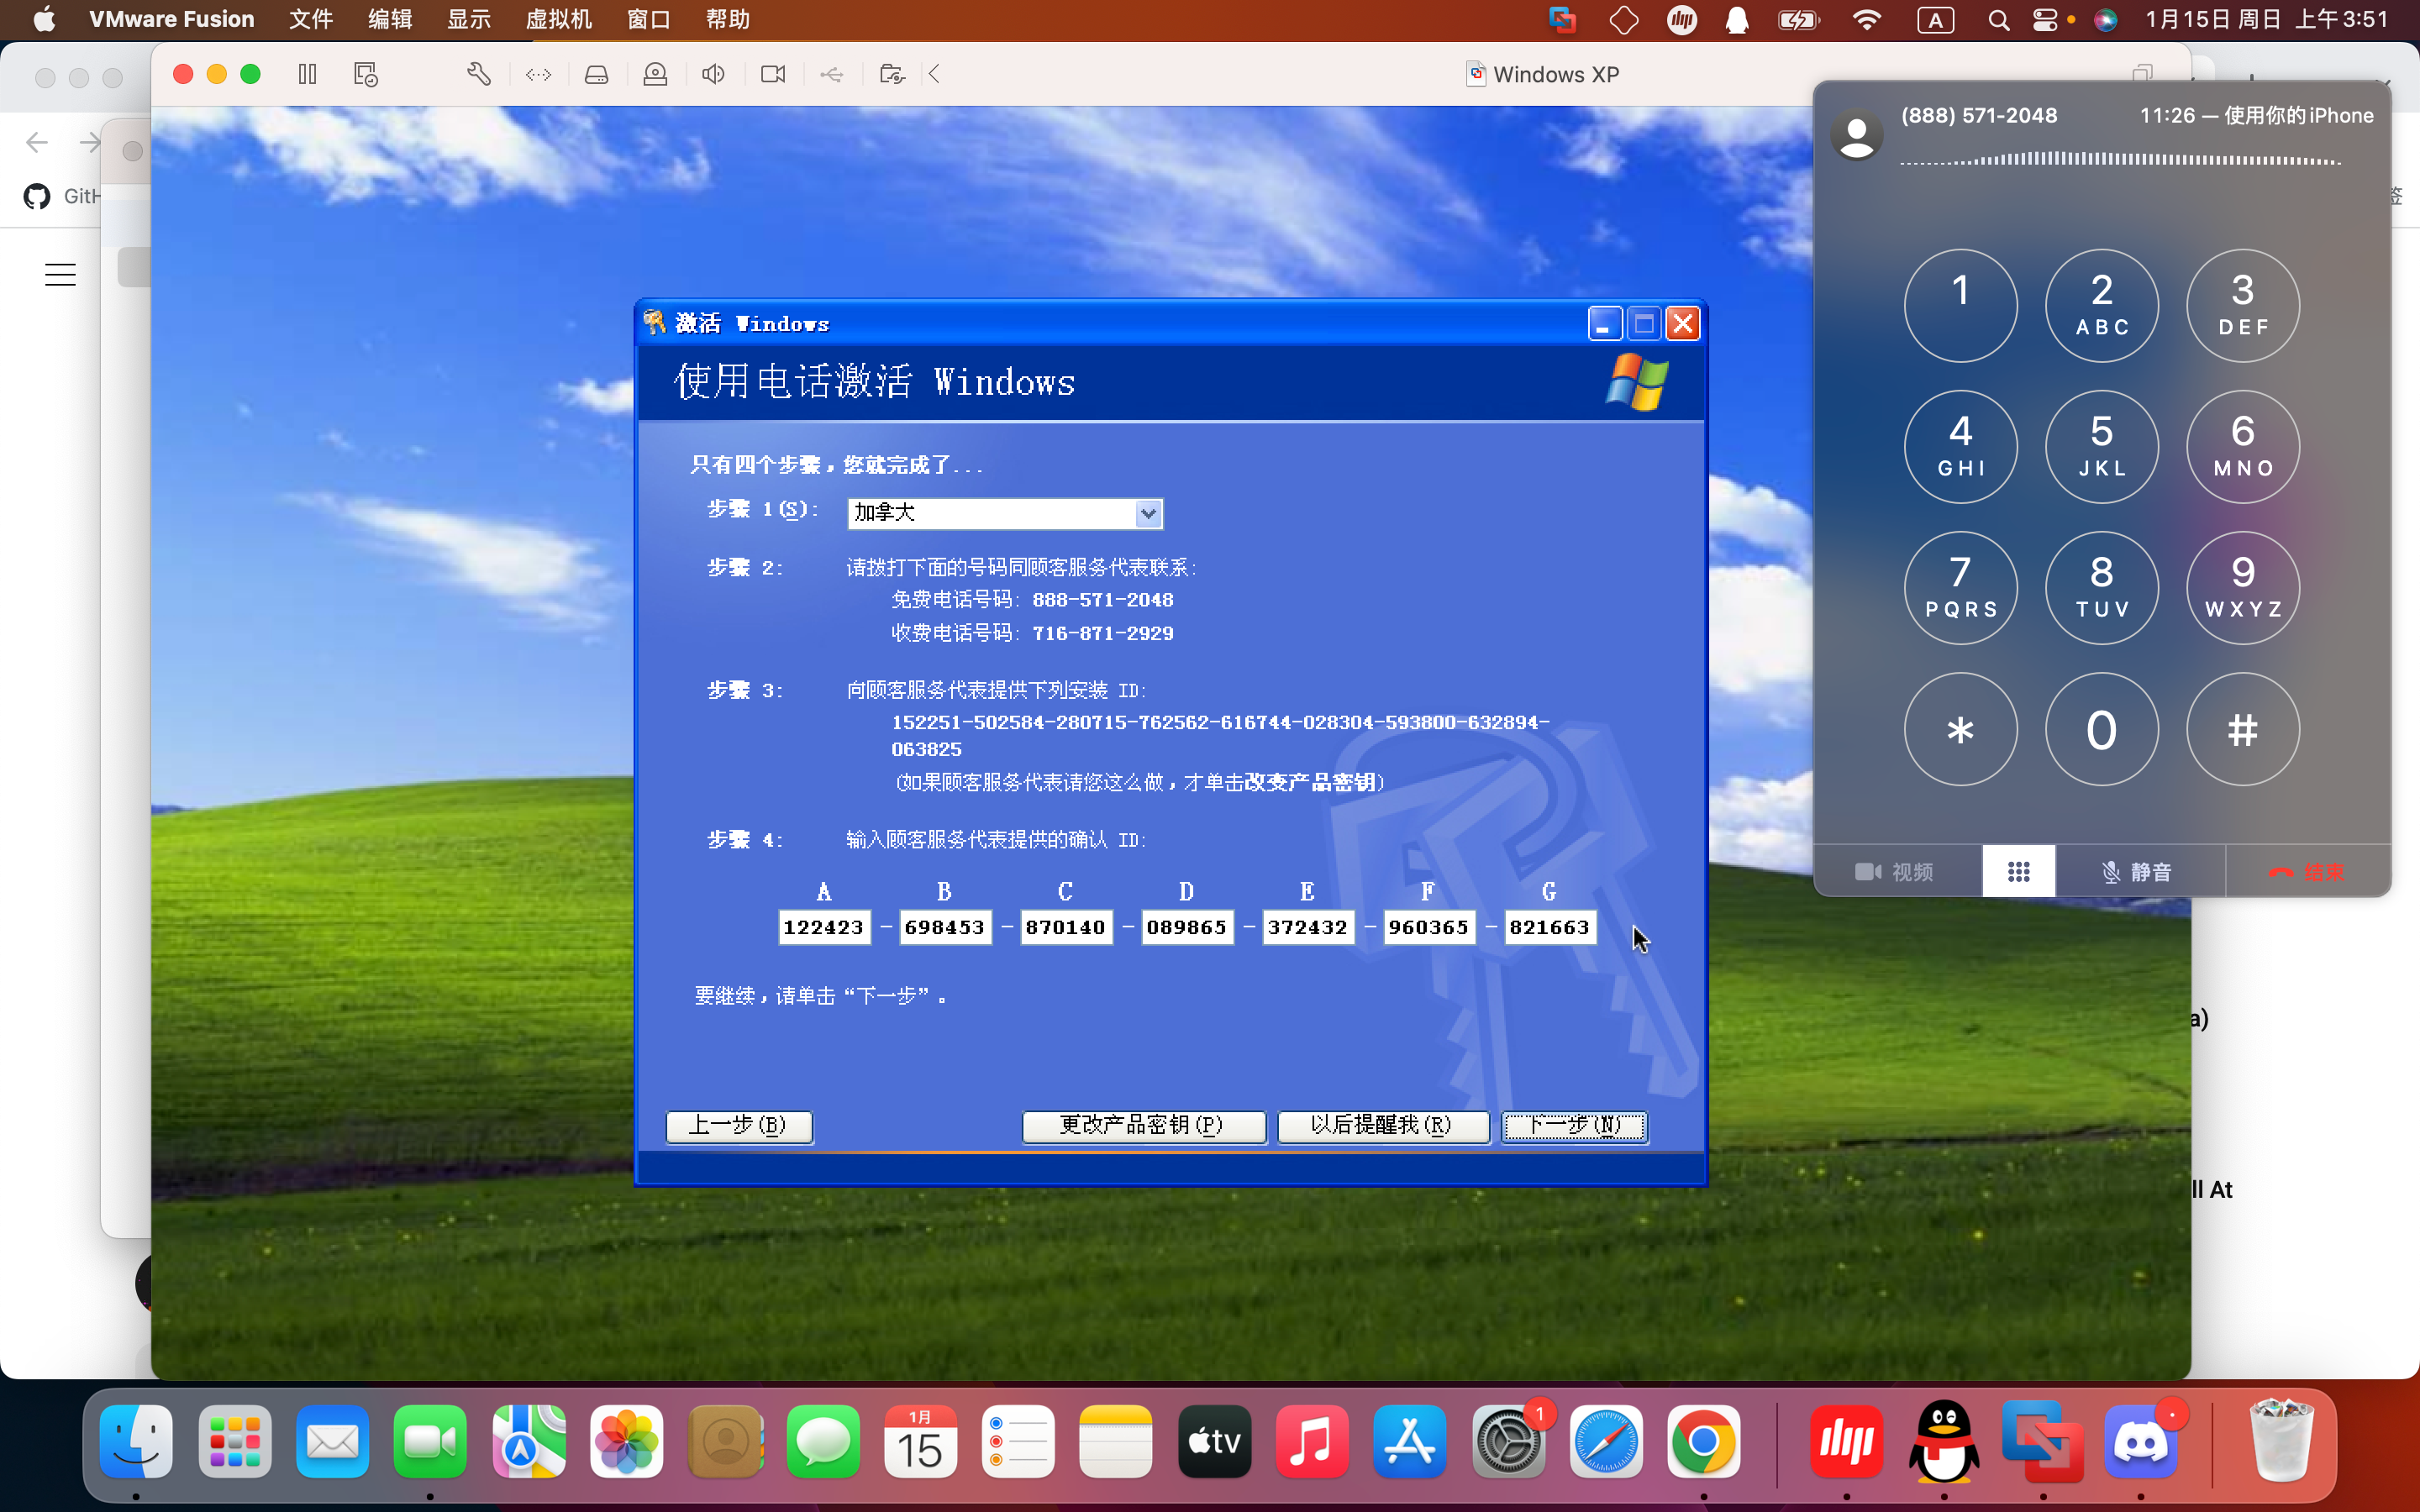 VMware Fusion 文件 编辑 显示 虚拟机 窗口 帮助
A
1月15日 周日 上午3:51
Windows XP
GitH
签
(888) 571-2048
11:26 — 使用你的iPhone
1
2
ABC
3
DEF
4
GHI
5
JKL
6
MNO
7
PQRS
8
TUV
9
WXYZ
*
0
#
视频
静音
结束
激活 Windows
使用电话激活 Windows
只有四个步骤，您就完成了...
步骤 1(S): 加拿大
步骤 2: 请拨打下面的号码同顾客服务代表联系:
免费电话号码: 888-571-2048
收费电话号码: 716-871-2929
步骤 3: 向顾客服务代表提供下列安装 ID:
152251-502584-280715-762562-616744-028304-593800-632894-
063825
(如果顾客服务代表请您这么做，才单击改变产品密钥)
步骤 4: 输入顾客服务代表提供的确认 ID:
A B C D E F G
122423 - 698453 - 870140 - 089865 - 372432 - 960365 - 821663
要继续，请单击“下一步”。
上一步(B) 更改产品密钥(P) 以后提醒我(R) 下一步(N)
a)
ll At
1月
15
tv
1